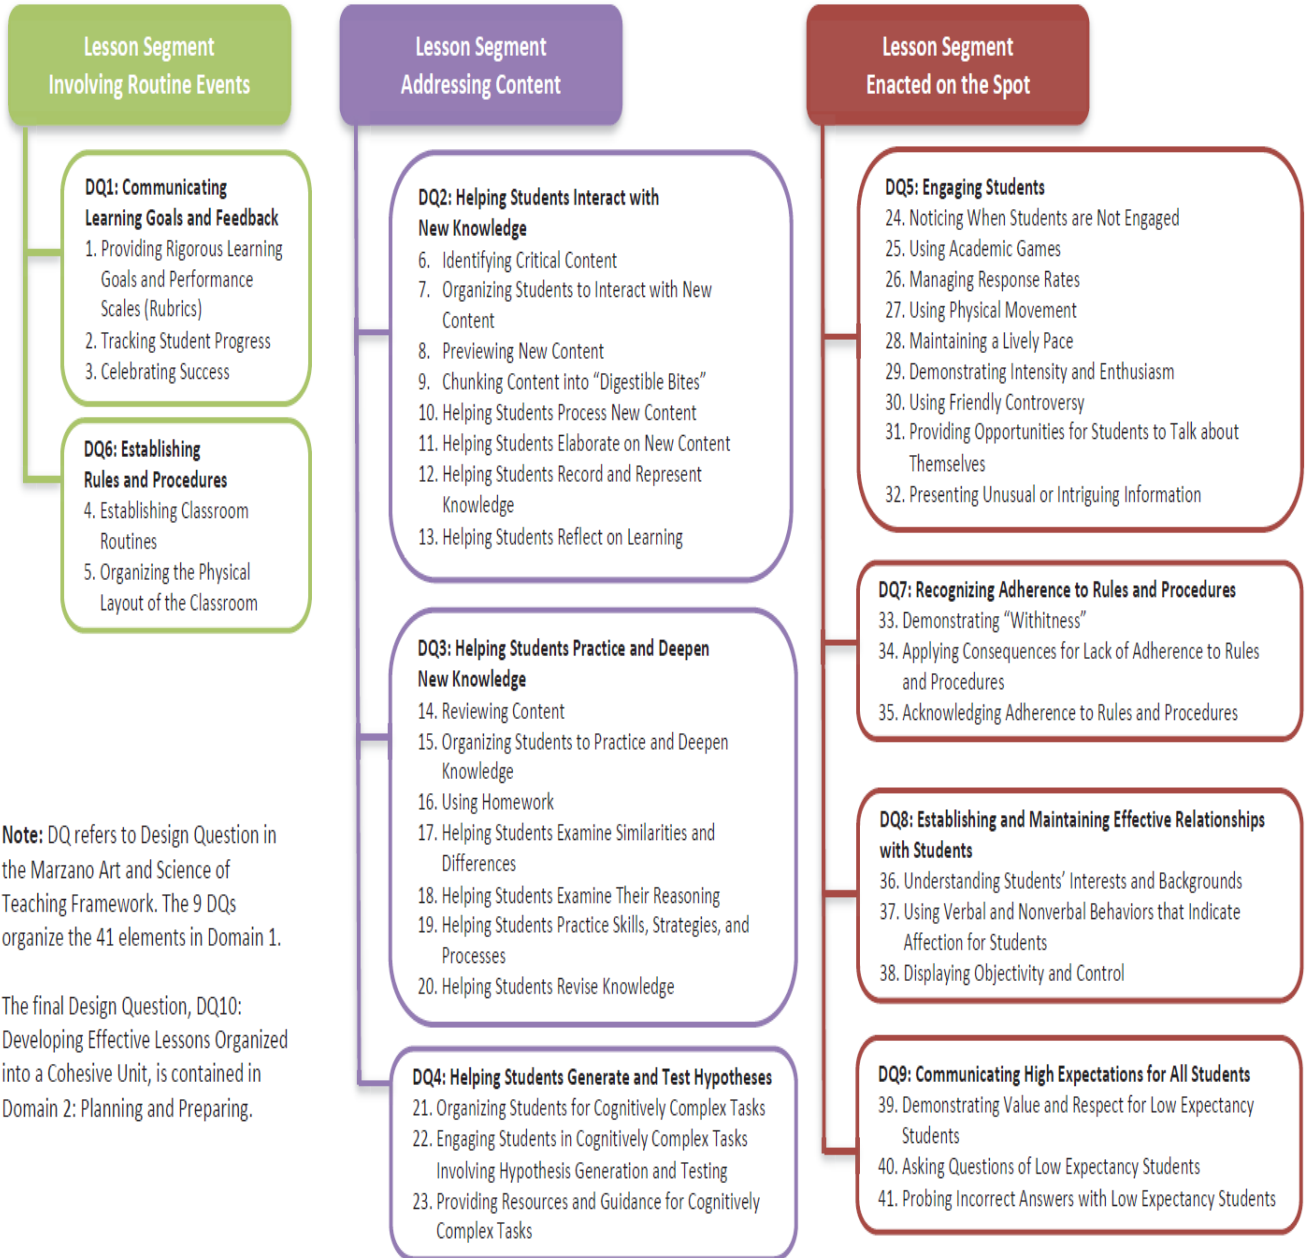 Lesson Segment
Involving Routine Events
DQ1: Communicating
Learning Goals and Feedback
1. Providing Rigorous Learning
Goals and Performance
Scales (Rubrics)
2. Tracking Student Progress
3. Celebrating Success
DQ6: Establishing
Rules and Procedures
4. Establishing Classroom
Routines
5. Organizing the Physical
Layout of the Classroom
Note: DQ refers to Design Question in
the Marzano Art and Science of
Teaching Framework. The 9 DQs
organize the 41 elements in Domain 1.
The final Design Question, DQ10:
Developing Effective Lessons Organized
into a Cohesive Unit, is contained in
Domain 2: Planning and Preparing.
Lesson Segment
Addressing Content
DQ2: Helping Students Interact with
New Knowledge
6. Identifying Critical Content
7. Organizing Students to Interact with New
Content
8. Previewing New Content
9. Chunking Content into “Digestible Bites”
10. Helping Students Process New Content
11. Helping Students Elaborate on New Content
12. Helping Students Record and Represent
Knowledge
13. Helping Students Reflect on Learning
DQ3: Helping Students Practice and Deepen
New Knowledge
14. Reviewing Content
15. Organizing Students to Practice and Deepen
Knowledge
16. Using Homework
17. Helping Students Examine Similarities and
Differences
18. Helping Students Examine Their Reasoning
19. Helping Students Practice Skills, Strategies, and
Processes
20. Helping Students Revise Knowledge
DQ4: Helping Students Generate and Test Hypotheses
21. Organizing Students for Cognitively Complex Tasks
22. Engaging Students in Cognitively Complex Tasks
Involving Hypothesis Generation and Testing
23. Providing Resources and Guidance for Cognitively
Complex Tasks
Lesson Segment
Enacted on the Spot
DQ5: Engaging Students
24. Noticing When Students are Not Engaged
25. Using Academic Games
26. Managing Response Rates
27. Using Physical Movement
28. Maintaining a Lively Pace
29. Demonstrating Intensity and Enthusiasm
30. Using Friendly Controversy
31. Providing Opportunities for Students to Talk about
Themselves
32. Presenting Unusual or Intriguing Information
DQ7: Recognizing Adherence to Rules and Procedures
33. Demonstrating “Withitness”
34. Applying Consequences for Lack of Adherence to Rules
and Procedures
35. Acknowledging Adherence to Rules and Procedures
DQ8: Establishing and Maintaining Effective Relationships
with Students
36. Understanding Students’ Interests and Backgrounds
37. Using Verbal and Nonverbal Behaviors that Indicate
Affection for Students
38. Displaying Objectivity and Control
DQ9: Communicating High Expectations for All Students
39. Demonstrating Value and Respect for Low Expectancy
Students
40. Asking Questions of Low Expectancy Students
41. Probing Incorrect Answers with Low Expectancy Students